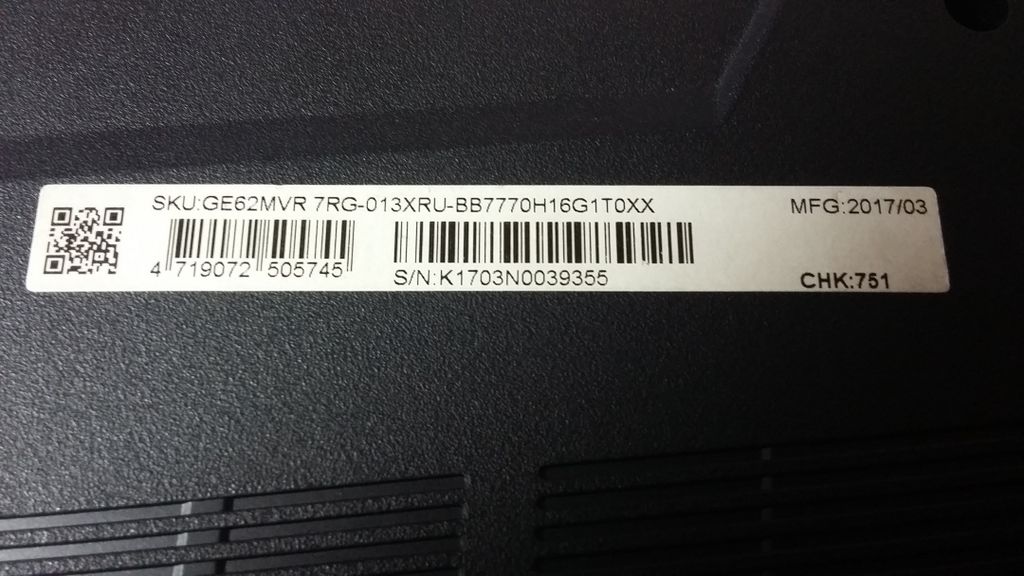 SKU:GE62MVR 7RG-013XRU-BB7770H16G1T0XX
MFG:2017/03
4 719072 505745
S/N:K1703N0039355
CHK:751